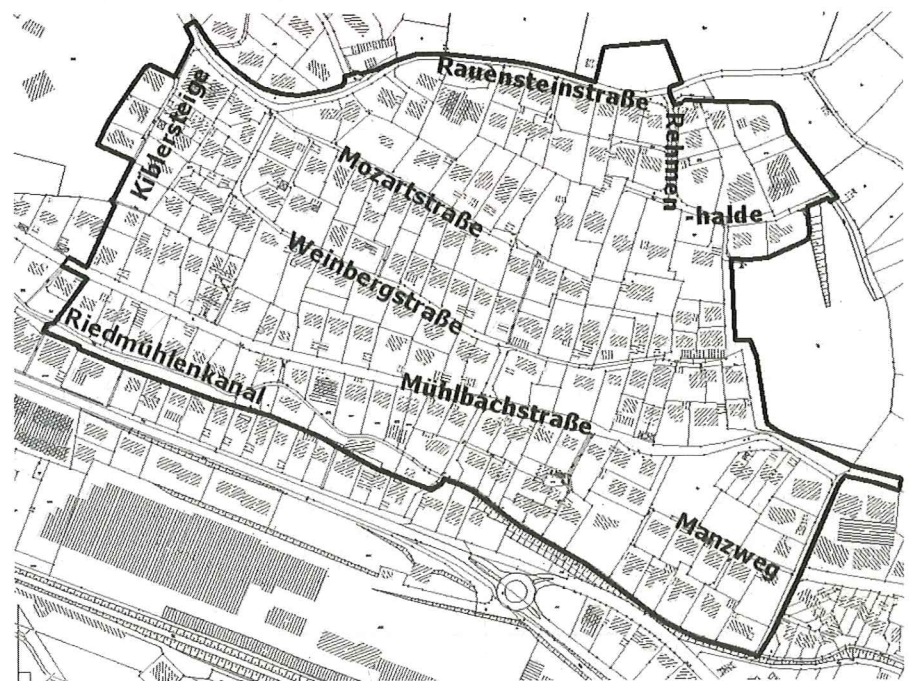 Rauensteinstraße
Kiblersteige
Rehmen
-halde
Mozartstraße
Weinbergstraße
Riedmühlenkanal
Mühlbachstraße
Manzweg